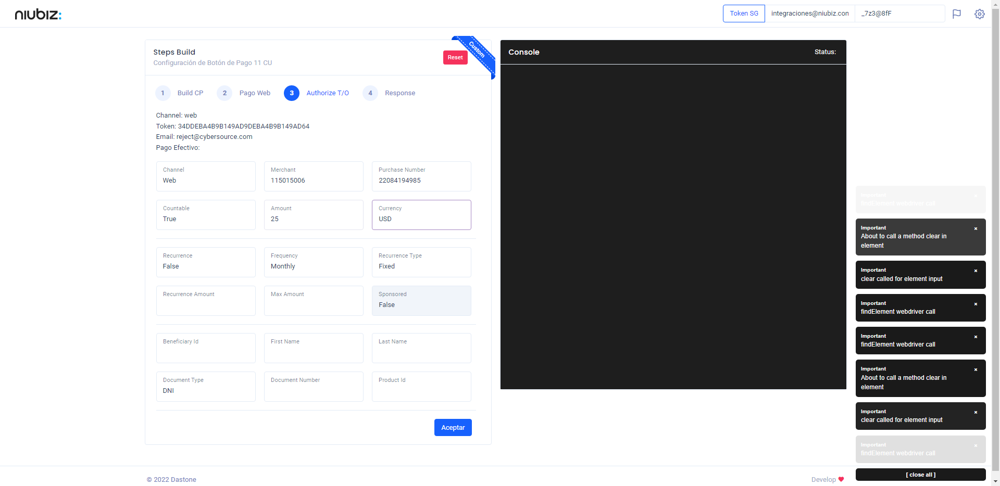 niubiz:
Token SG
integraciones@niubiz.con
_7z3@8fF
Steps Build
Configuración de Botón de Pago 11 CU
Reset
Custom
1 Build CP
2 Pago Web
3 Authorize T/O
4 Response
Channel: web
Token: 34DDEBA4B9B149AD9DEBA4B9B149AD64
Email: reject@cybersource.com
Pago Efectivo:
Channel
Web
Merchant
115015006
Purchase Number
22084194985
Countable
True
Amount
25
Currency
USD
Recurrence
False
Frequency
Monthly
Recurrence Type
Fixed
Recurrence Amount
Max Amount
Sponsored
False
Beneficiary Id
First Name
Last Name
Document Type
DNI
Document Number
Product Id
Aceptar
Console
Status:
Important
findElement webdriver call
Important
About to call a method clear in
element
Important
clear called for element input
Important
findElement webdriver call
Important
findElement webdriver call
Important
About to call a method clear in
element
Important
clear called for element input
Important
findElement webdriver call
[ close all ]
© 2022 Dastone
Develop